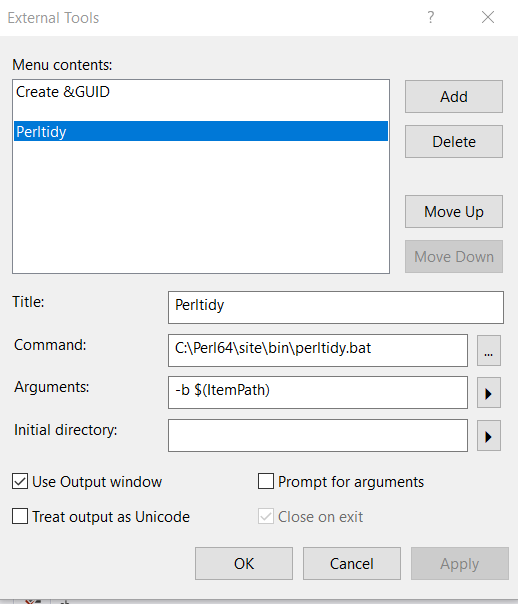 External Tools
?
Menu contents:
Create &GUID
Perltidy
Add
Delete
Move Up
Move Down
Title:
Perltidy
Command:
C:\Perl64\site\bin\perltidy.bat
...
Arguments:
-b $(ItemPath)
Initial directory:
Use Output window
Prompt for arguments
Treat output as Unicode
Close on exit
OK
Cancel
Apply